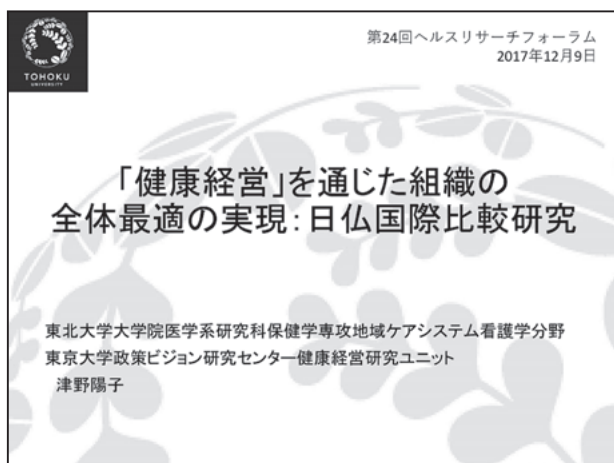 TOHOKU
UNIVERSITY
第24回ヘルスリサーチフォーラム
2017年12月9日
「健康経営」を通じた組織の
全体最適の実現：日仏国際比較研究
東北大学大学院医学系研究科保健学専攻地域ケアシステム看護学分野
東京大学政策ビジョン研究センター健康経営研究ユニット
津野陽子